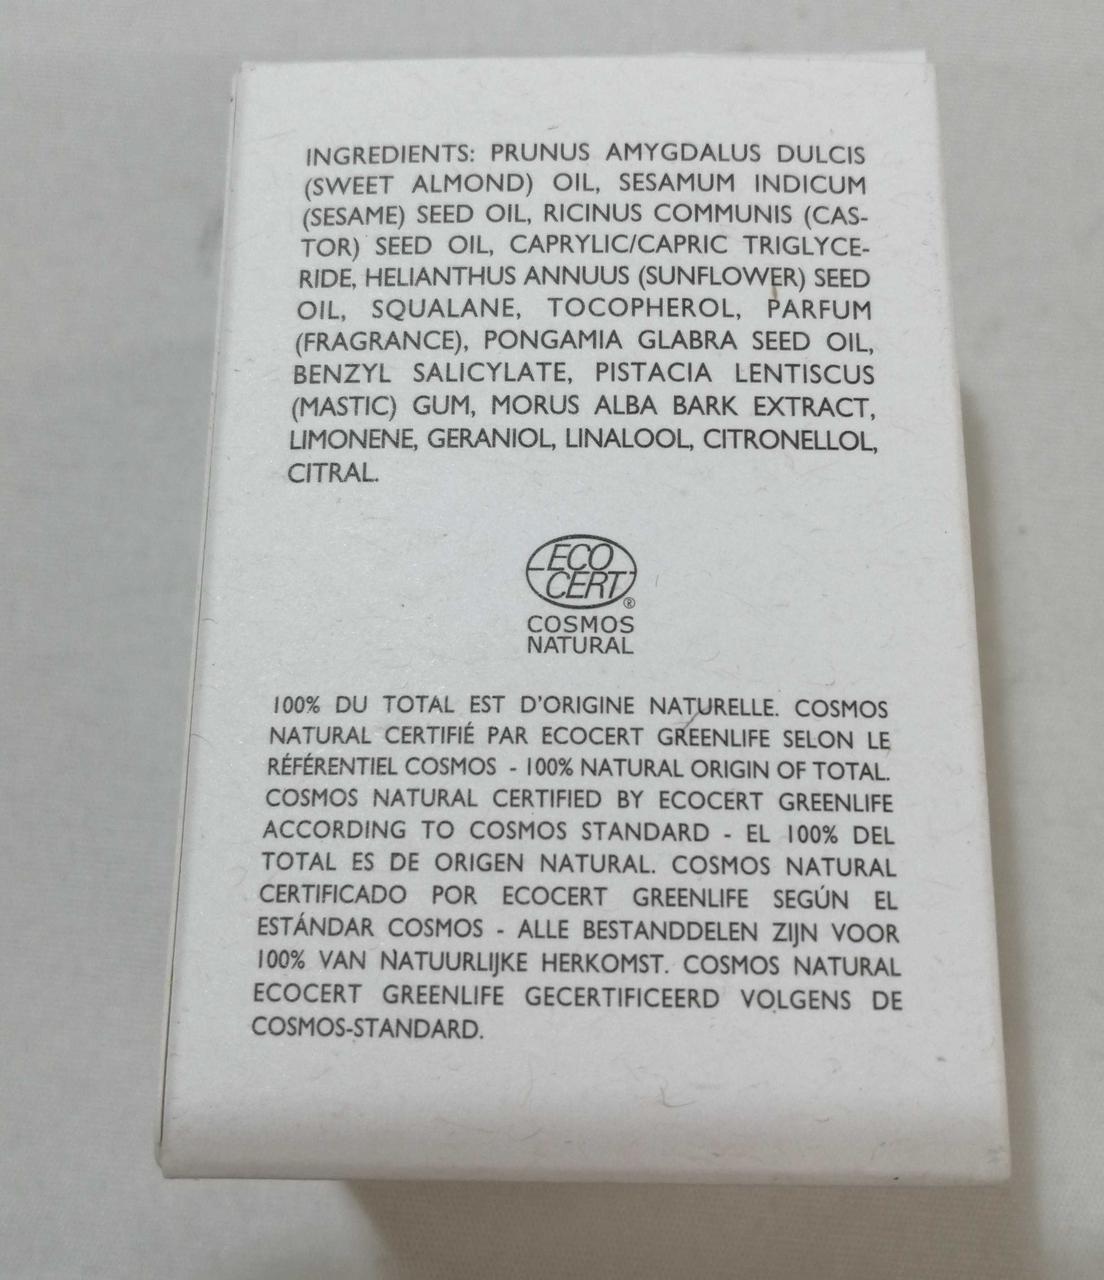 INGREDIENTS: PRUNUS AMYGDALUS DULCIS
(SWEET ALMOND) OIL, SESAMUM INDICUM
(SESAME) SEED OIL, RICINUS COMMUNIS (CAS-
TOR) SEED OIL, CAPRYLIC/CAPRIC TRIGLYCE-
RIDE, HELIANTHUS ANNUUS (SUNFLOWER) SEED
OIL, SQUALANE, TOCOPHEROL, PARFUM
(FRAGRANCE), PONGAMIA GLABRA SEED OIL,
BENZYL SALICYLATE, PISTACIA LENTISCUS
(MASTIC) GUM, MORUS ALBA BARK EXTRACT,
LIMONENE, GERANIOL, LINALOOL, CITRONELLOL,
CITRAL.
ECO
CERT®
COSMOS
NATURAL
100% DU TOTAL EST D'ORIGINE NATURELLE. COSMOS
NATURAL CERTIFIÉ PAR ECOCERT GREENLIFE SELON LE
RÉFÉRENTIEL COSMOS - 100% NATURAL ORIGIN OF TOTAL.
COSMOS NATURAL CERTIFIED BY ECOCERT GREENLIFE
ACCORDING TO COSMOS STANDARD - EL 100% DEL
TOTAL ES DE ORIGEN NATURAL. COSMOS NATURAL
CERTIFICADO POR ECOCERT GREENLIFE SEGÚN EL
ESTÁNDAR COSMOS - ALLE BESTANDDELEN ZIJN VOOR
100% VAN NATUURLIJKE HERKOMST. COSMOS NATURAL
ECOCERT GREENLIFE GECERTIFICEERD VOLGENS DE
COSMOS-STANDARD.